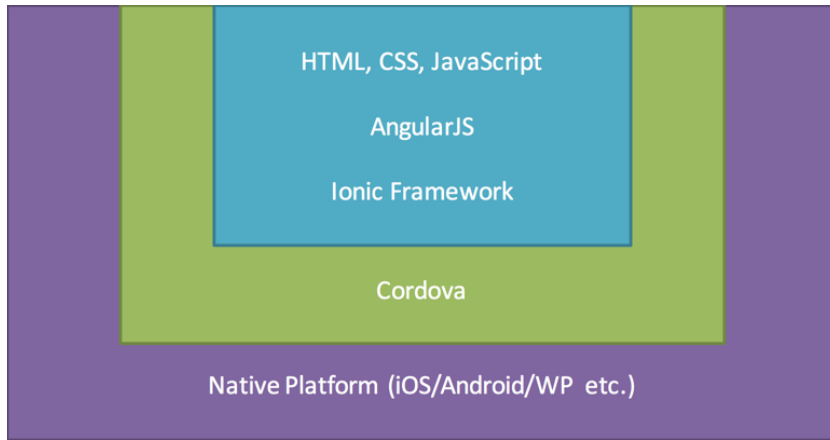 HTML, CSS, JavaScript
AngularJS
Ionic Framework
Cordova
Native Platform (iOS/Android/WP etc.)